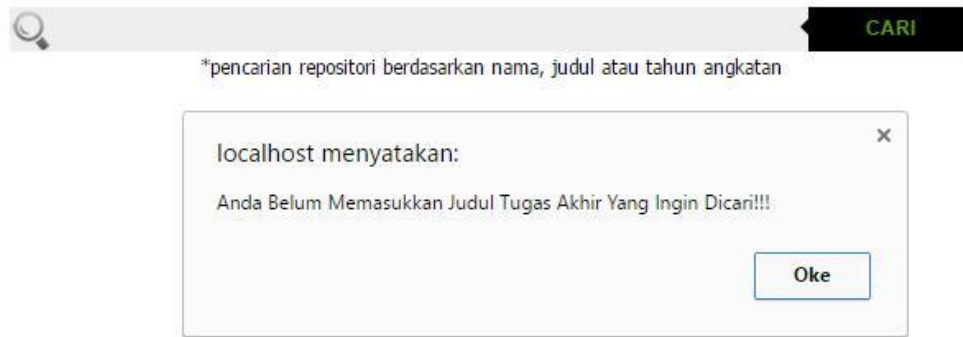 CARI
*pencarian repositori berdasarkan nama, judul atau tahun angkatan
localhost menyatakan:
Anda Belum Memasukkan Judul Tugas Akhir Yang Ingin Dicari!!!
Oke